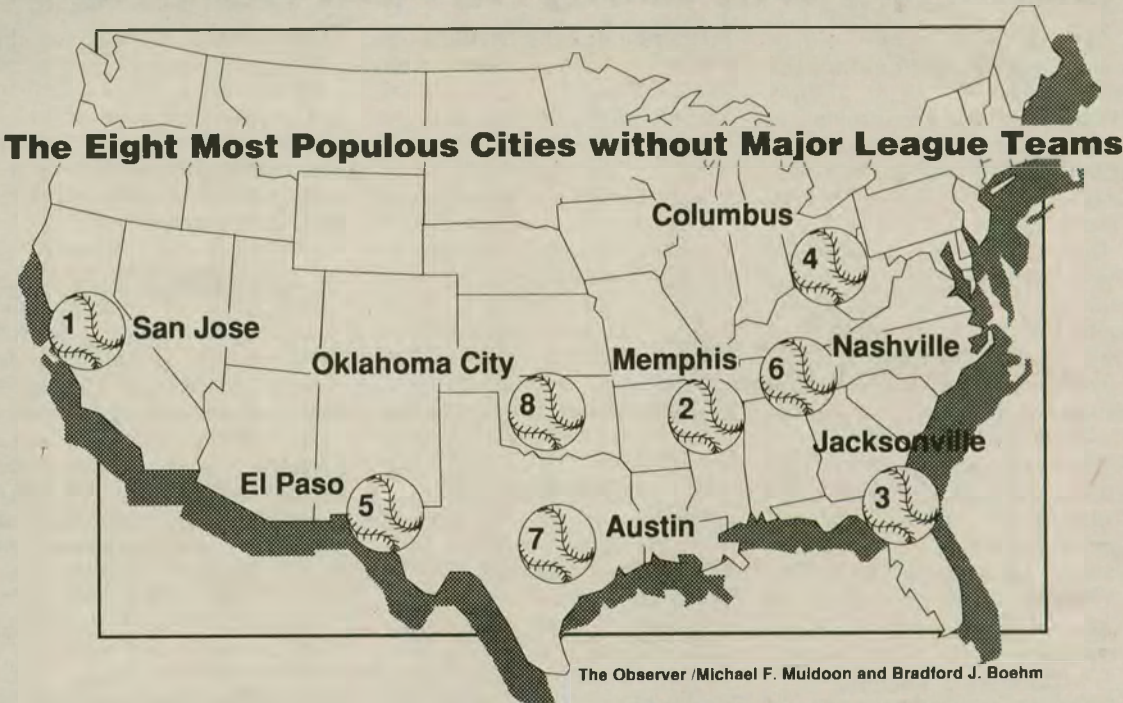 The Eight Most Populous Cities without Major League Teams
Columbus
4
1
San Jose
Oklahoma City
Memphis
Nashville
6
8
2
Jacksonville
El Paso
5
3
7
Austin
The Observer /Michael F. Muldoon and Bradford J. Boehm